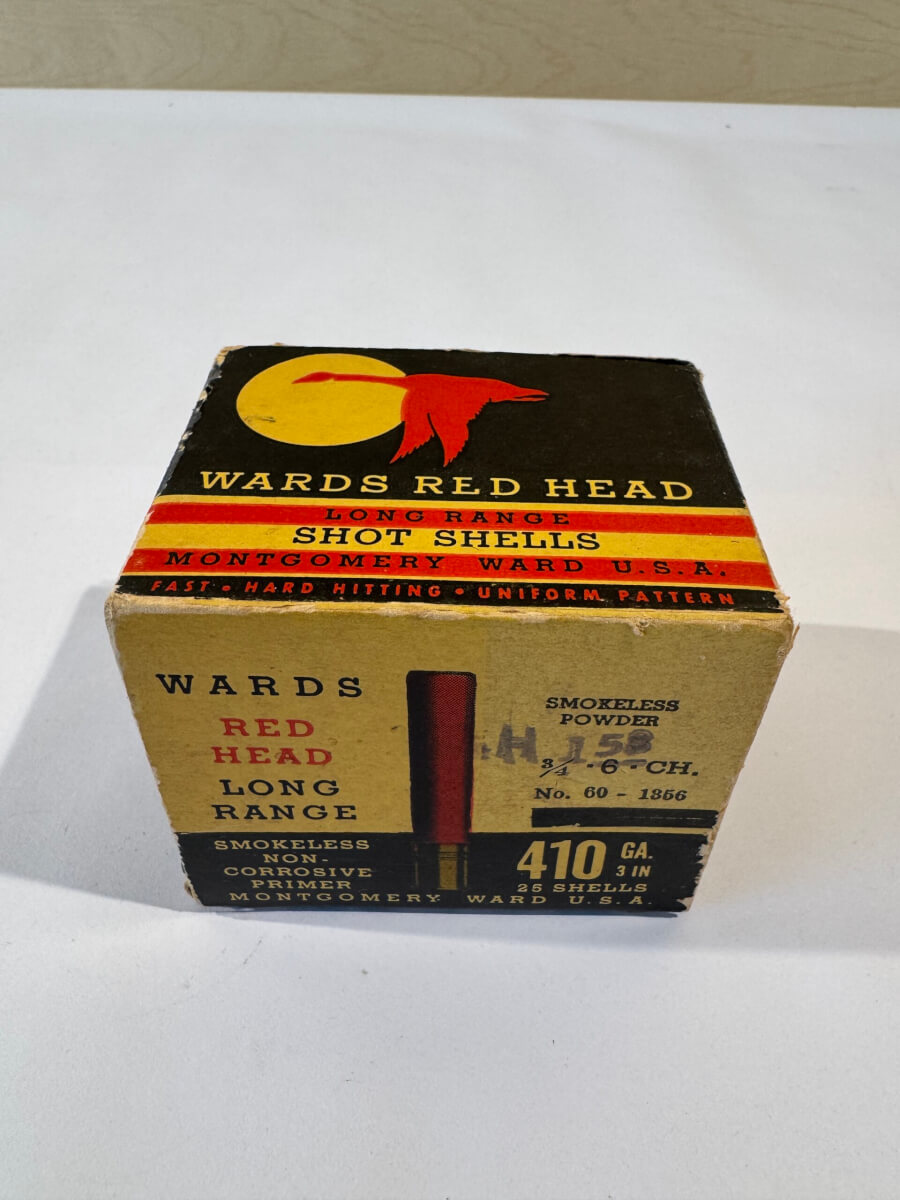 WARDS RED HEAD
LONG RANGE
SHOT SHELLS
MONTGOMERY WARD U.S.A.
FAST • HARD HITTING • UNIFORM PATTERN
WARDS
RED
HEAD
LONG
RANGE
SMOKELESS
POWDER
3/4 · 6 · CH.
No. 60 - 1356
SMOKELESS
NON-
CORROSIVE
PRIMER
410 GA.
3 IN
25 SHELLS
MONTGOMERY WARD U.S.A.